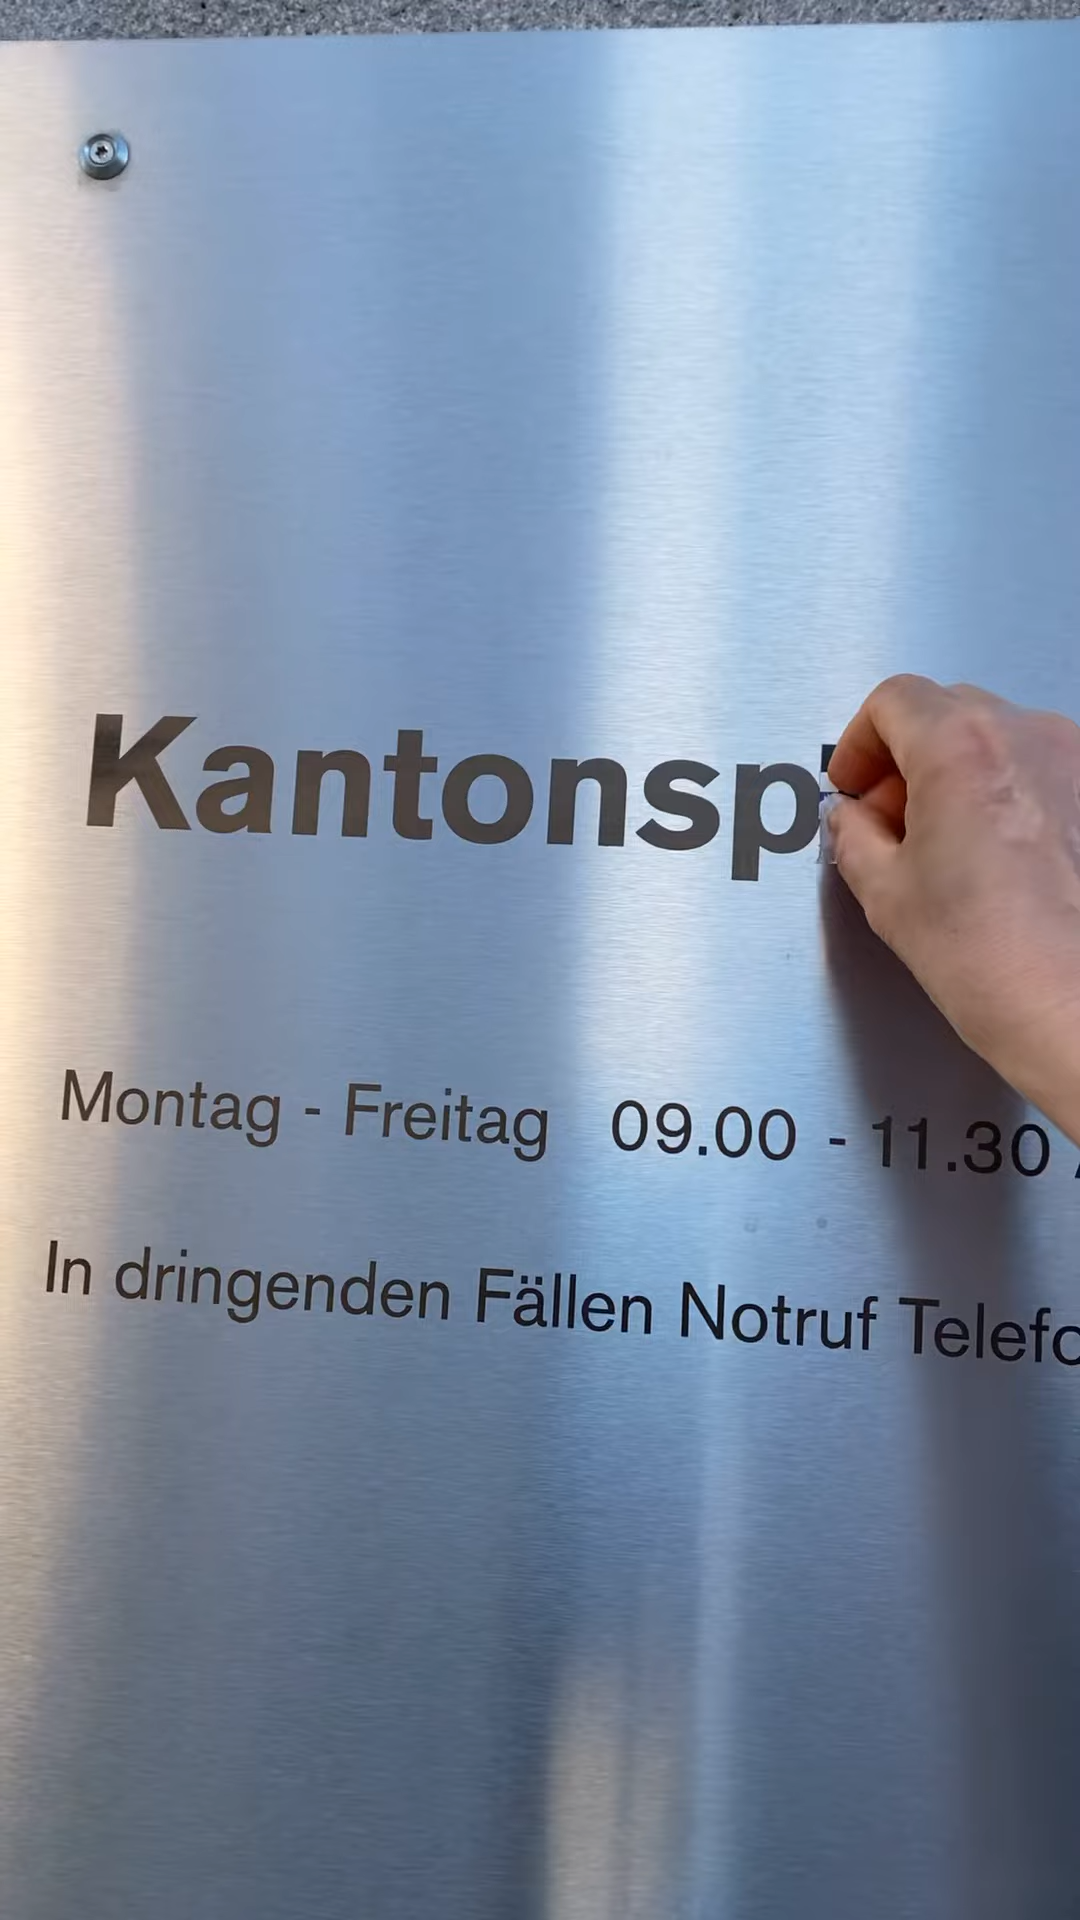 Kantonsp
Montag - Freitag 09.00 - 11.30
In dringenden Fällen Notruf Telefo